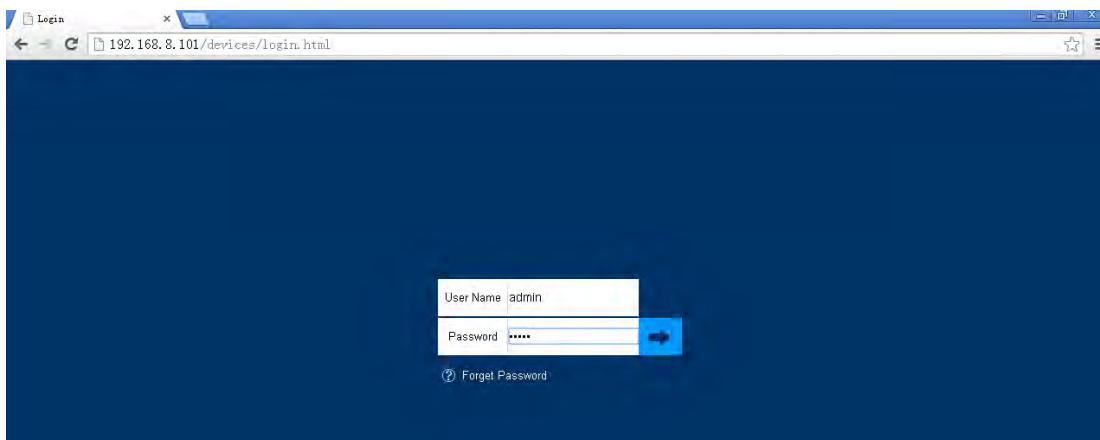 Login
192.168.8.101/devices/login.html
User Name admin
Password •••••
? Forget Password